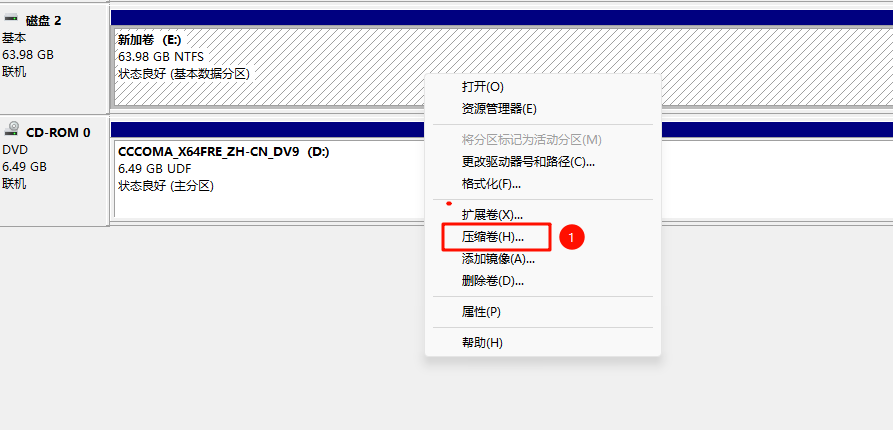 磁盘 2
基本
63.98 GB
联机
新加卷 (E:)
63.98 GB NTFS
状态良好 (基本数据分区)
CD-ROM 0
DVD
6.49 GB
联机
CCCOMA_X64FRE_ZH-CN_DV9 (D:)
6.49 GB UDF
状态良好 (主分区)
打开(O)
资源管理器(E)
将分区标记为活动分区(M)
更改驱动器号和路径(C)...
格式化(F)...
扩展卷(X)...
压缩卷(H)...
1
添加镜像(A)...
删除卷(D)...
属性(P)
帮助(H)